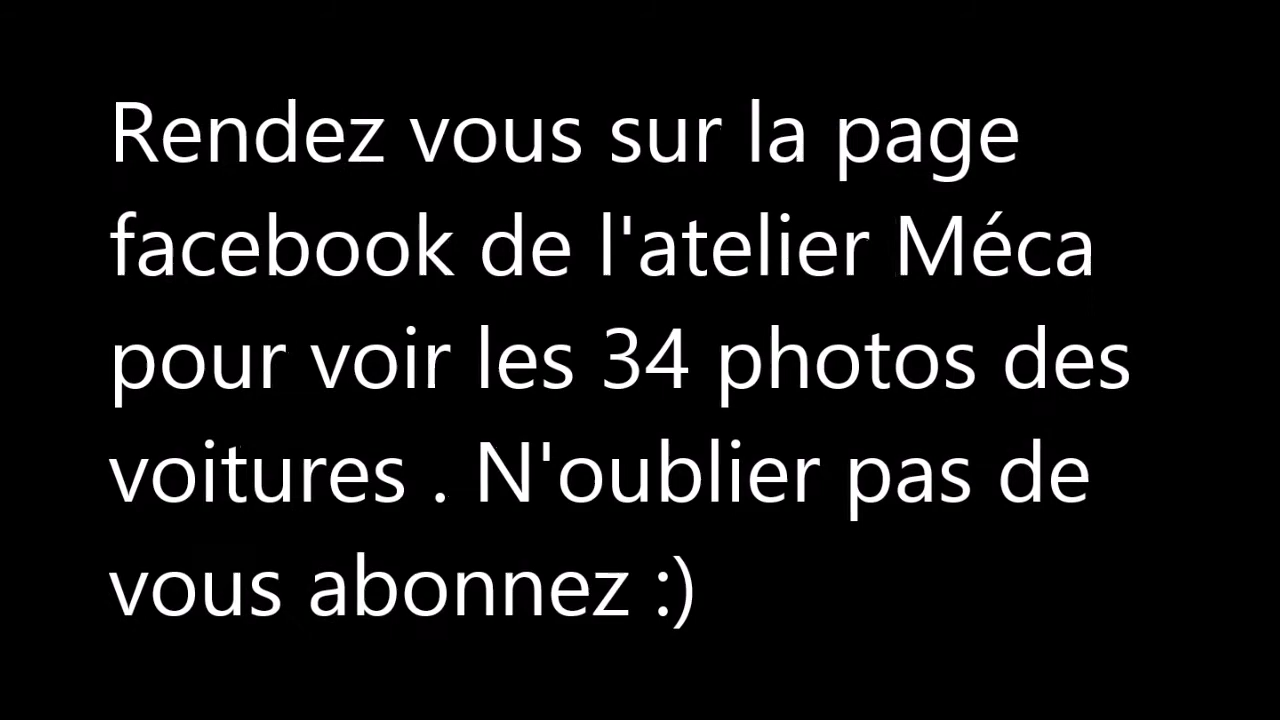 Rendez vous sur la page
facebook de l'atelier Méca
pour voir les 34 photos des
voitures . N'oublier pas de
vous abonnez :)